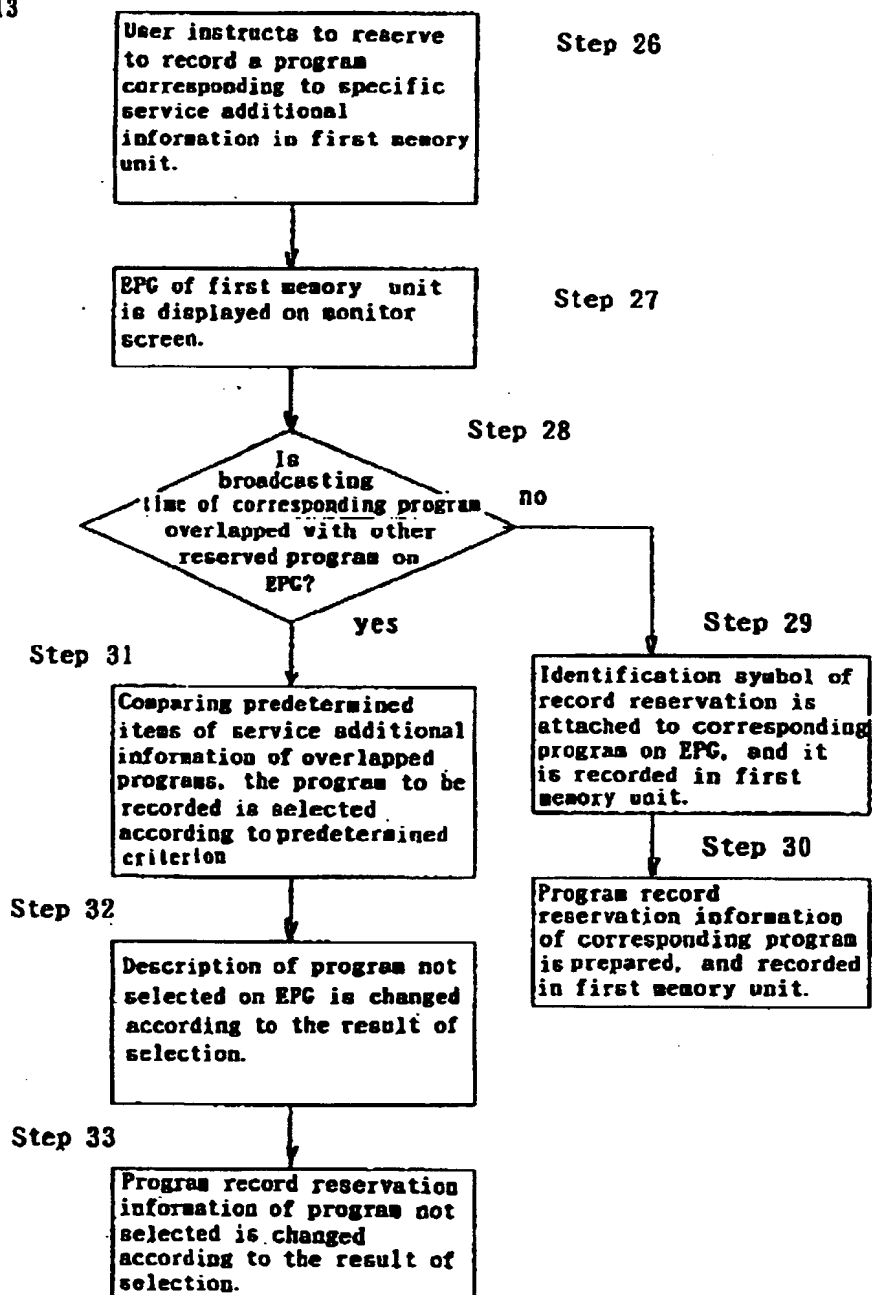 13
User instructs to reserve
to record a program
corresponding to specific
service additional
information in first memory
unit.
Step 26
EPG of first memory unit
is displayed on monitor
screen.
Step 27
Step 28
Is
broadcasting
time of corresponding program
overlapped with other
reserved program on
EPG?
no
yes
Step 29
Identification symbol of
record reservation is
attached to corresponding
program on EPG, and it
is recorded in first
memory unit.
Step 30
Program record
reservation information
of corresponding program
is prepared, and recorded
in first memory unit.
Step 31
Comparing predetermined
items of service additional
information of overlapped
programs, the program to be
recorded is selected
according to predetermined
criterion
Step 32
Description of program not
selected on EPG is changed
according to the result of
selection.
Step 33
Program record reservation
information of program not
selected is changed
according to the result of
selection.